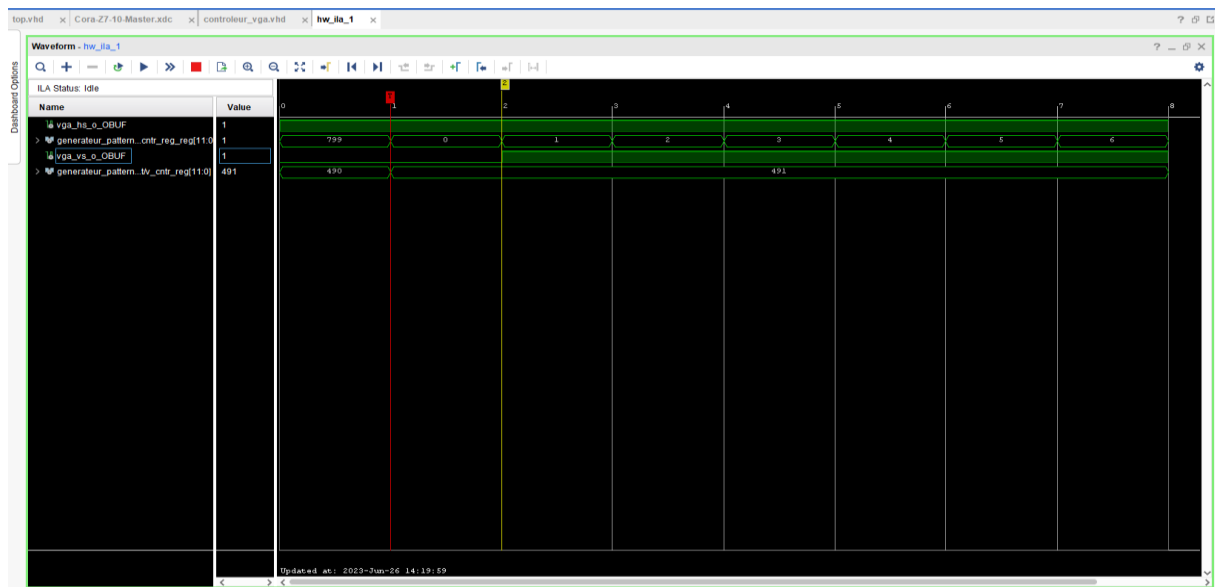 top.vhd x Cora-Z7-10-Master.xdc x controleur_vga.vhd x hw_ila_1 x
Dashboard Options
Waveform - hw_ila_1
ILA Status: Idle
Name Value
0 1 2 3 4 5 6 7 8
vga_hs_o_OBUF 1
generateur_pattern...cntr_reg_reg[11:0 1 799 0 1 2 3 4 5 6
vga_vs_o_OBUF 1
generateur_pattern...t/v_cntr_reg[11:0] 491 490 491
Updated at: 2023-Jun-26 14:19:59